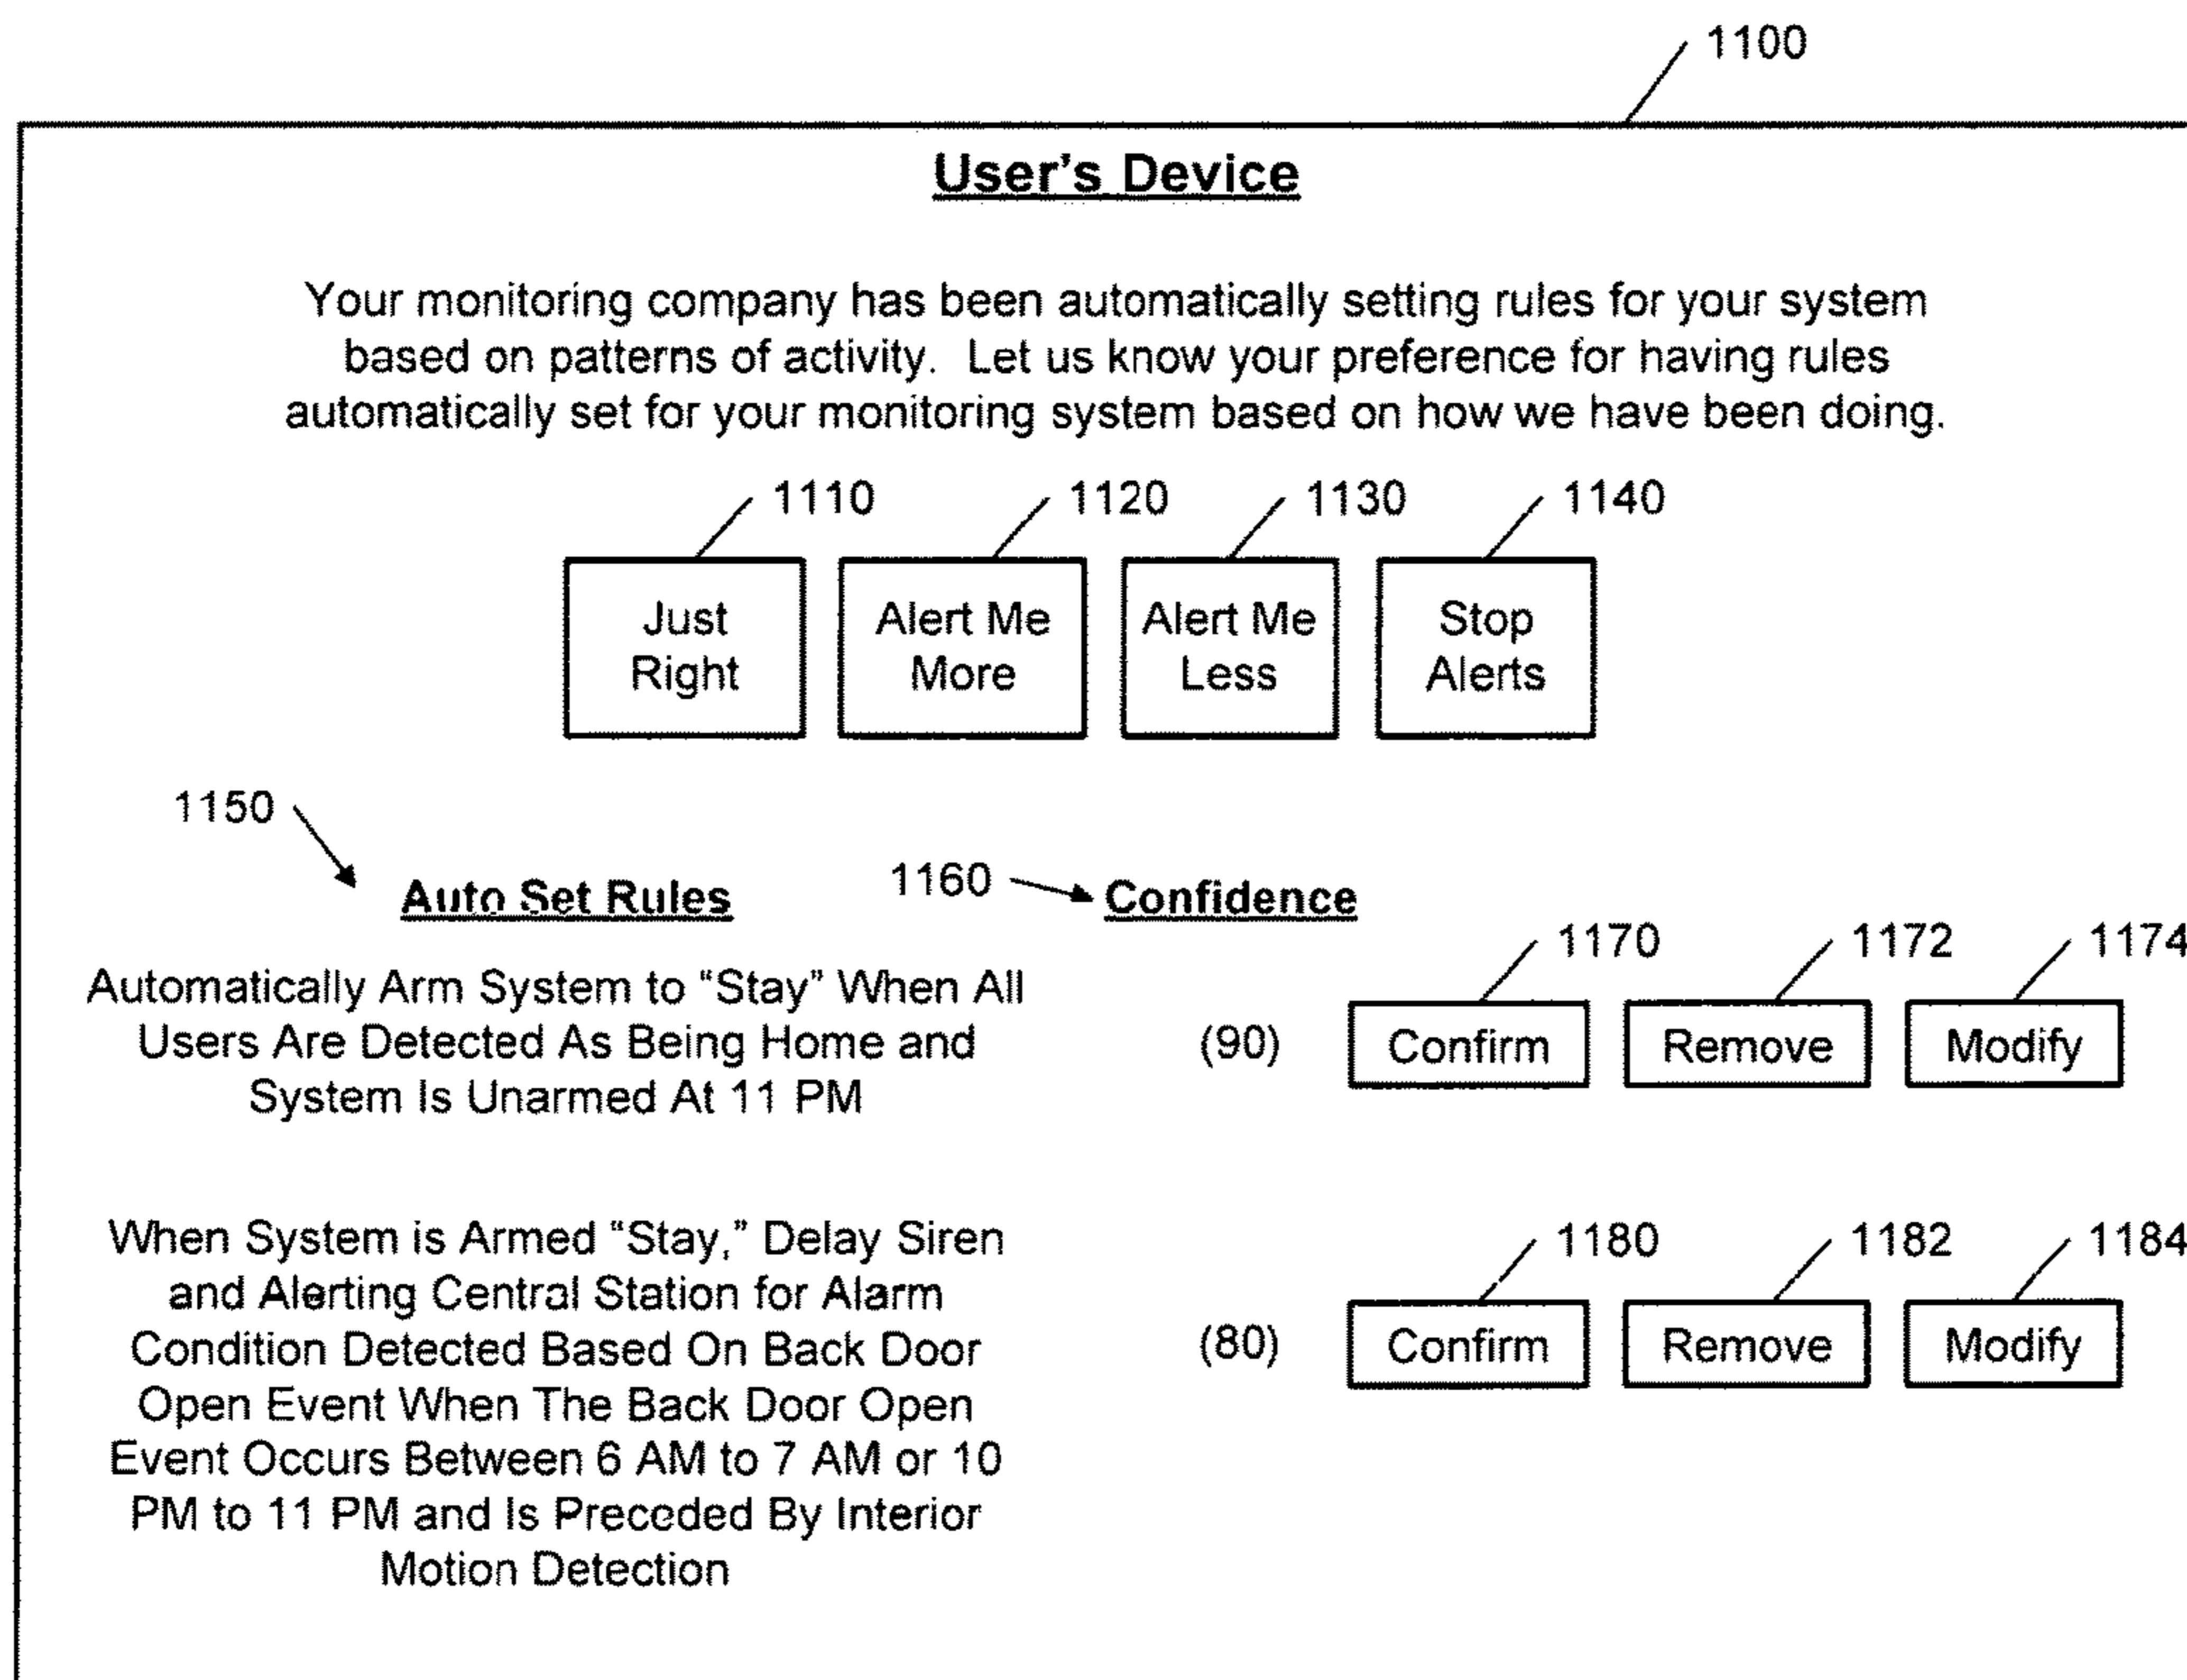 1100
User's Device
Your monitoring company has been automatically setting rules for your system
based on patterns of activity. Let us know your preference for having rules
automatically set for your monitoring system based on how we have been doing.
1110 1120 1130 1140
Just Right
Alert Me More
Alert Me Less
Stop Alerts
1150
Auto Set Rules
1160
Confidence
1170 1172 1174
Automatically Arm System to “Stay” When All
Users Are Detected As Being Home and
System Is Unarmed At 11 PM
(90) Confirm Remove Modify
1180 1182 1184
When System is Armed “Stay,” Delay Siren
and Alerting Central Station for Alarm
Condition Detected Based On Back Door
Open Event When The Back Door Open
Event Occurs Between 6 AM to 7 AM or 10
PM to 11 PM and Is Preceded By Interior
Motion Detection
(80) Confirm Remove Modify